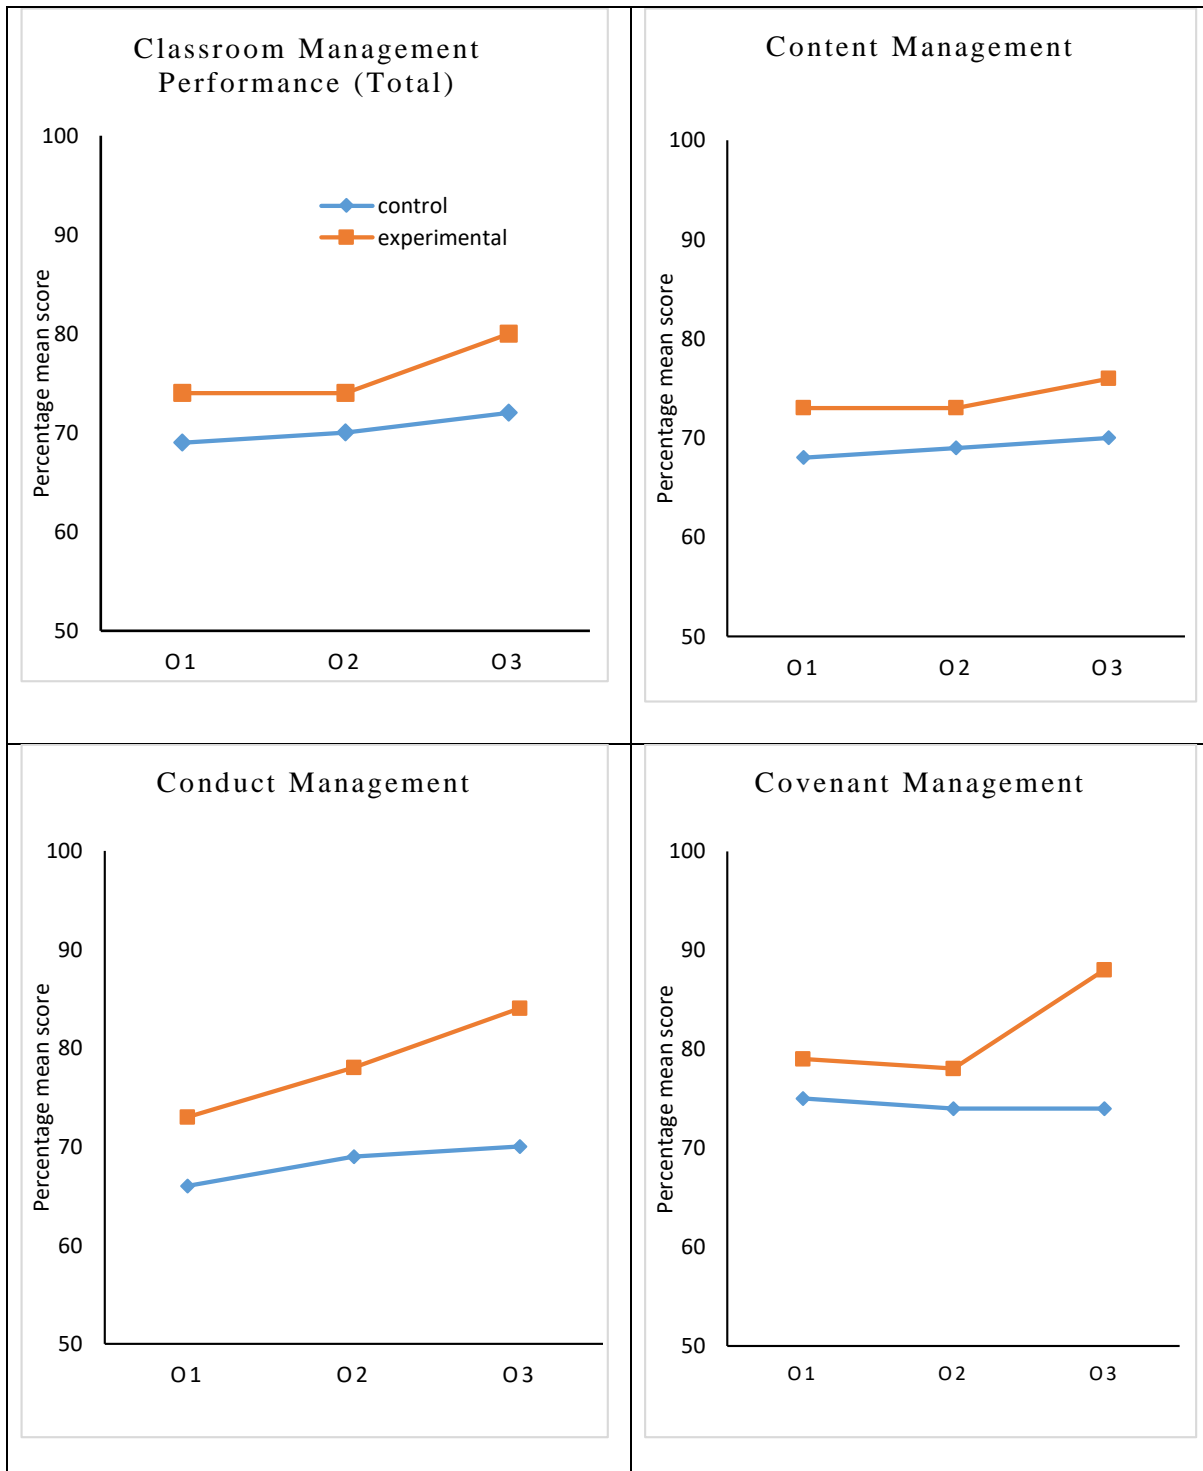 Classroom Management
Performance (Total)
100
90
80
70
60
50
Percentage mean score
control
experimental
O1 O2 O3
Content Management
100
90
80
70
60
50
Percentage mean score
O1 O2 O3
Conduct Management
100
90
80
70
60
50
Percentage mean score
O1 O2 O3
Covenant Management
100
90
80
70
60
50
Percentage mean score
O1 O2 O3